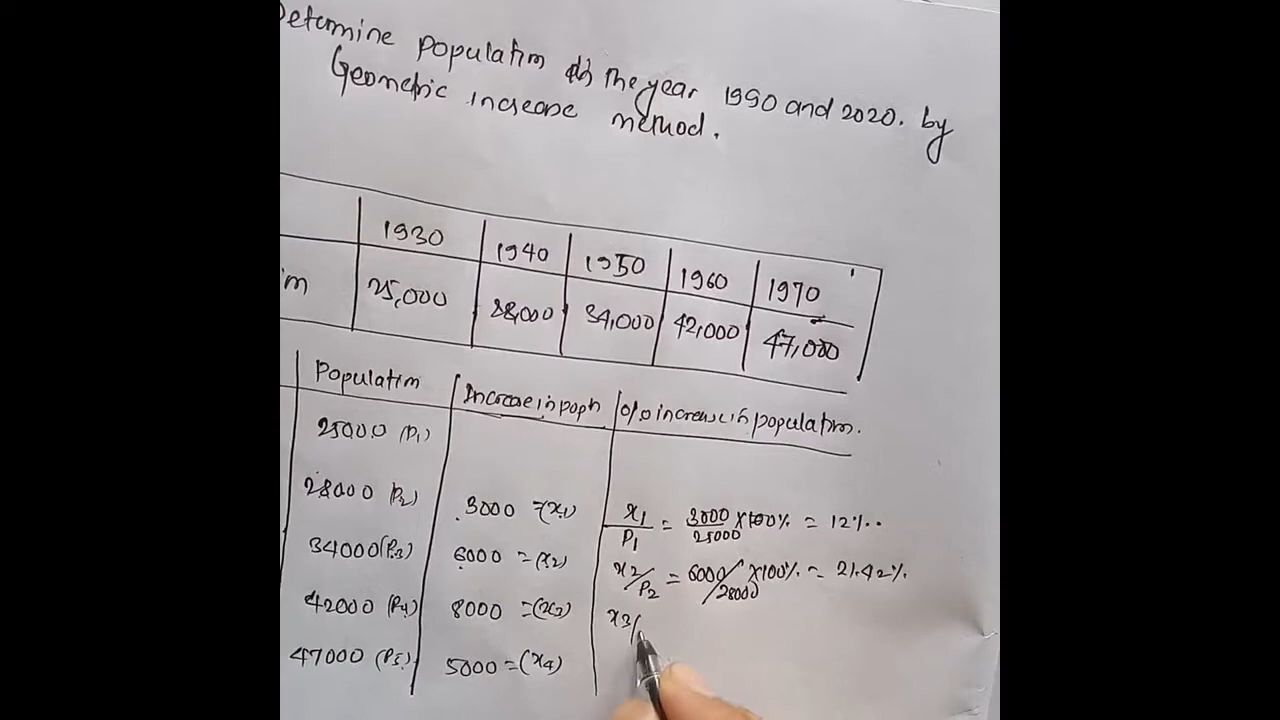 Determine population in the year 1990 and 2020. by
Geometric increase method.
1930 1940 1950 1960 1970
25,000 28,000 34,000 42,000 47,000
Population Increase in popn % increase in population.
25000 (P1)
28000 (P2) 3000 =(x1) x1/P1 = 3000/25000 x100% = 12%.
34000 (P3) 6000 =(x2) x2/P2 = 6000/28000 x100% = 21.42%.
42000 (P4) 8000 =(x3) x3/
47000 (P5) 5000 =(x4)